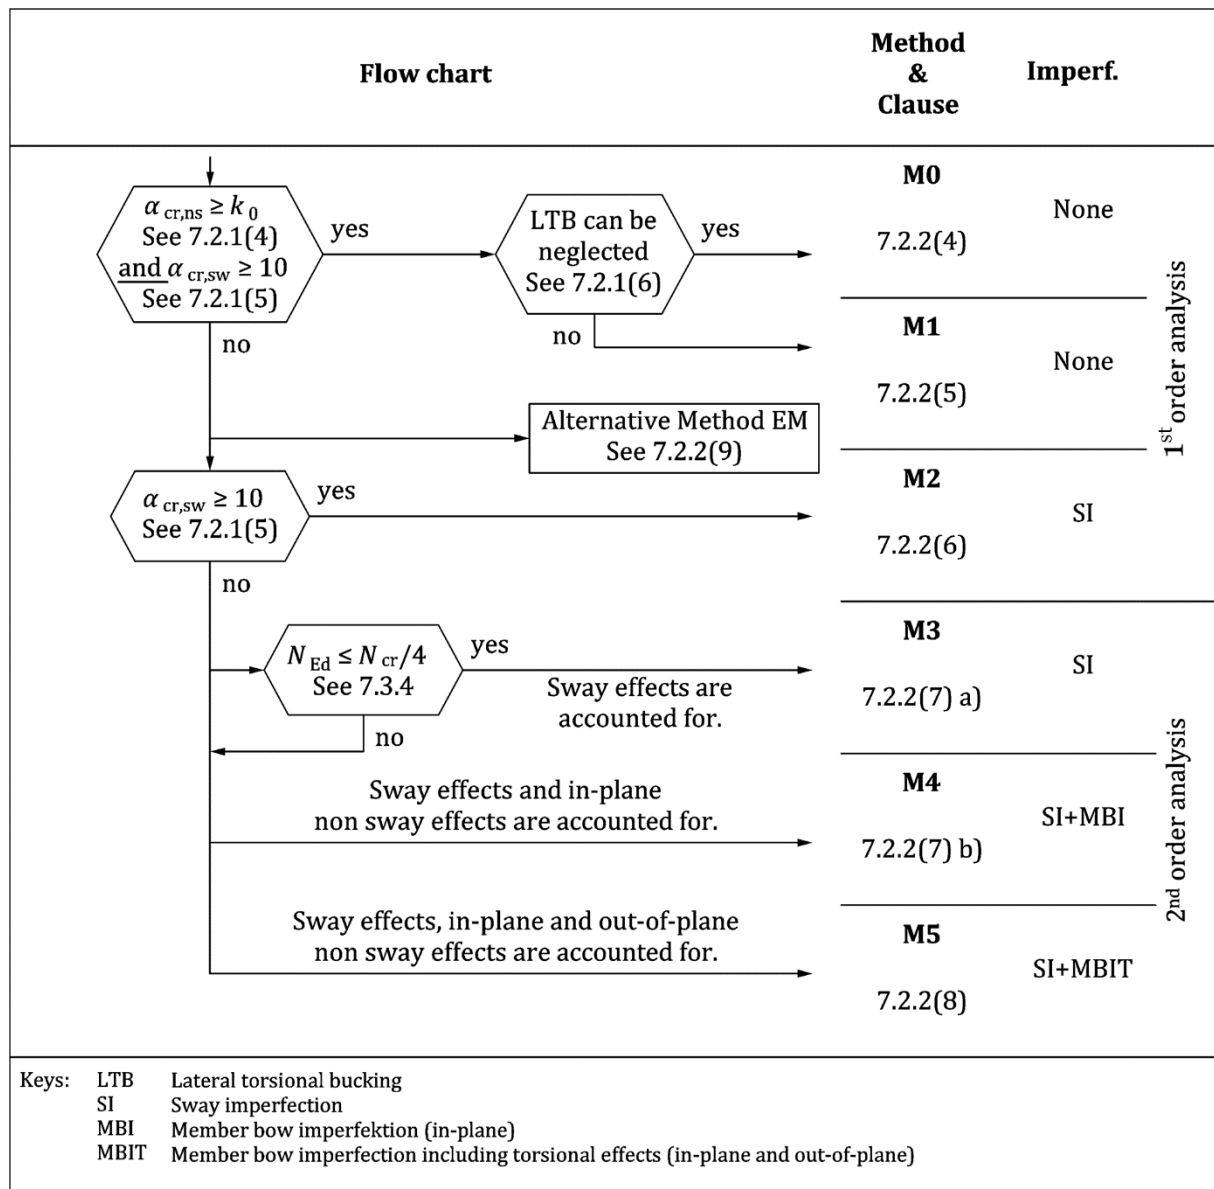 Flow chart
Method
&
Clause
Imperf.
α cr,ns ≥ k 0
See 7.2.1(4)
and α cr,sw ≥ 10
See 7.2.1(5)
yes
LTB can be
neglected
See 7.2.1(6)
yes
M0
7.2.2(4)
None
no
no
M1
7.2.2(5)
None
1st order analysis
Alternative Method EM
See 7.2.2(9)
α cr,sw ≥ 10
See 7.2.1(5)
yes
M2
7.2.2(6)
SI
no
N Ed ≤ N cr/4
See 7.3.4
yes
Sway effects are
accounted for.
M3
7.2.2(7) a)
SI
no
Sway effects and in-plane
non sway effects are accounted for.
M4
7.2.2(7) b)
SI+MBI
2nd order analysis
Sway effects, in-plane and out-of-plane
non sway effects are accounted for.
M5
7.2.2(8)
SI+MBIT
Keys: LTB Lateral torsional bucking
SI Sway imperfection
MBI Member bow imperfektion (in-plane)
MBIT Member bow imperfection including torsional effects (in-plane and out-of-plane)